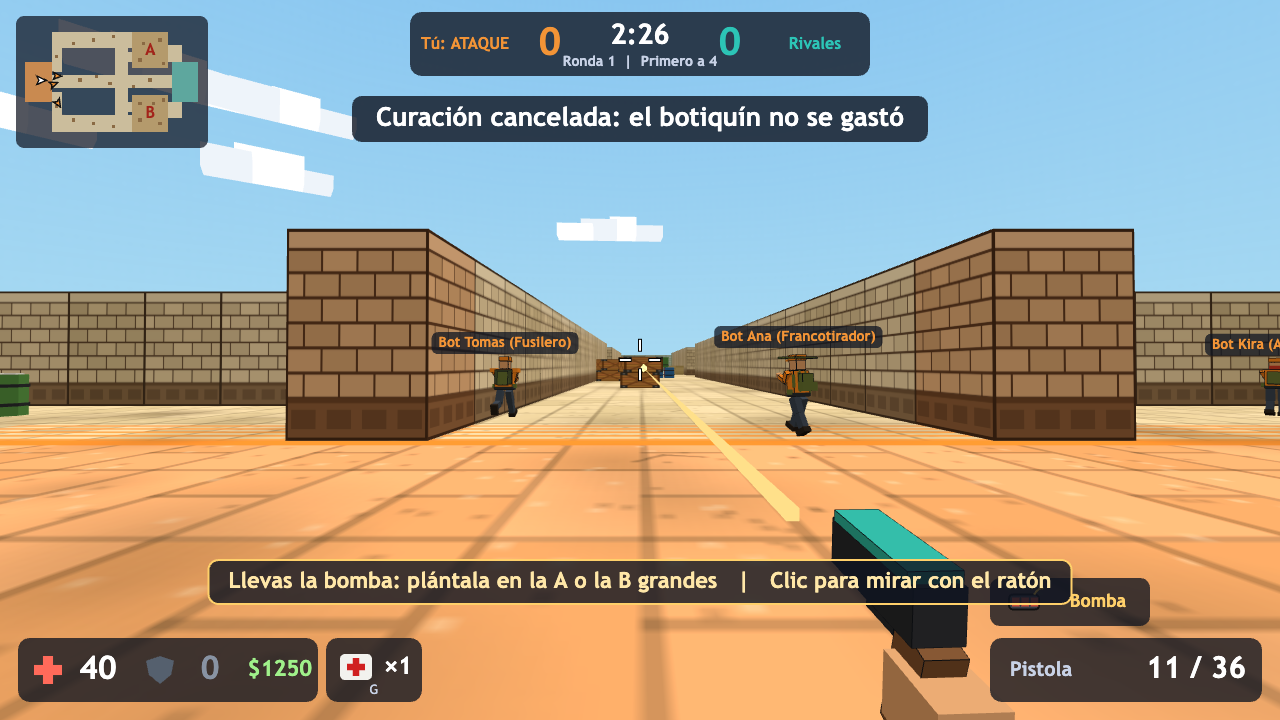 A
B
Tú: ATAQUE
0
2:26
0
Rivales
Ronda 1 | Primero a 4
Curación cancelada: el botiquín no se gastó
Bot Tomas (Fusilero)
Bot Ana (Francotirador)
Bot Kira (A
Llevas la bomba: plántala en la A o la B grandes | Clic para mirar con el ratón
Bomba
40
0
$1250
×1
G
Pistola
11 / 36